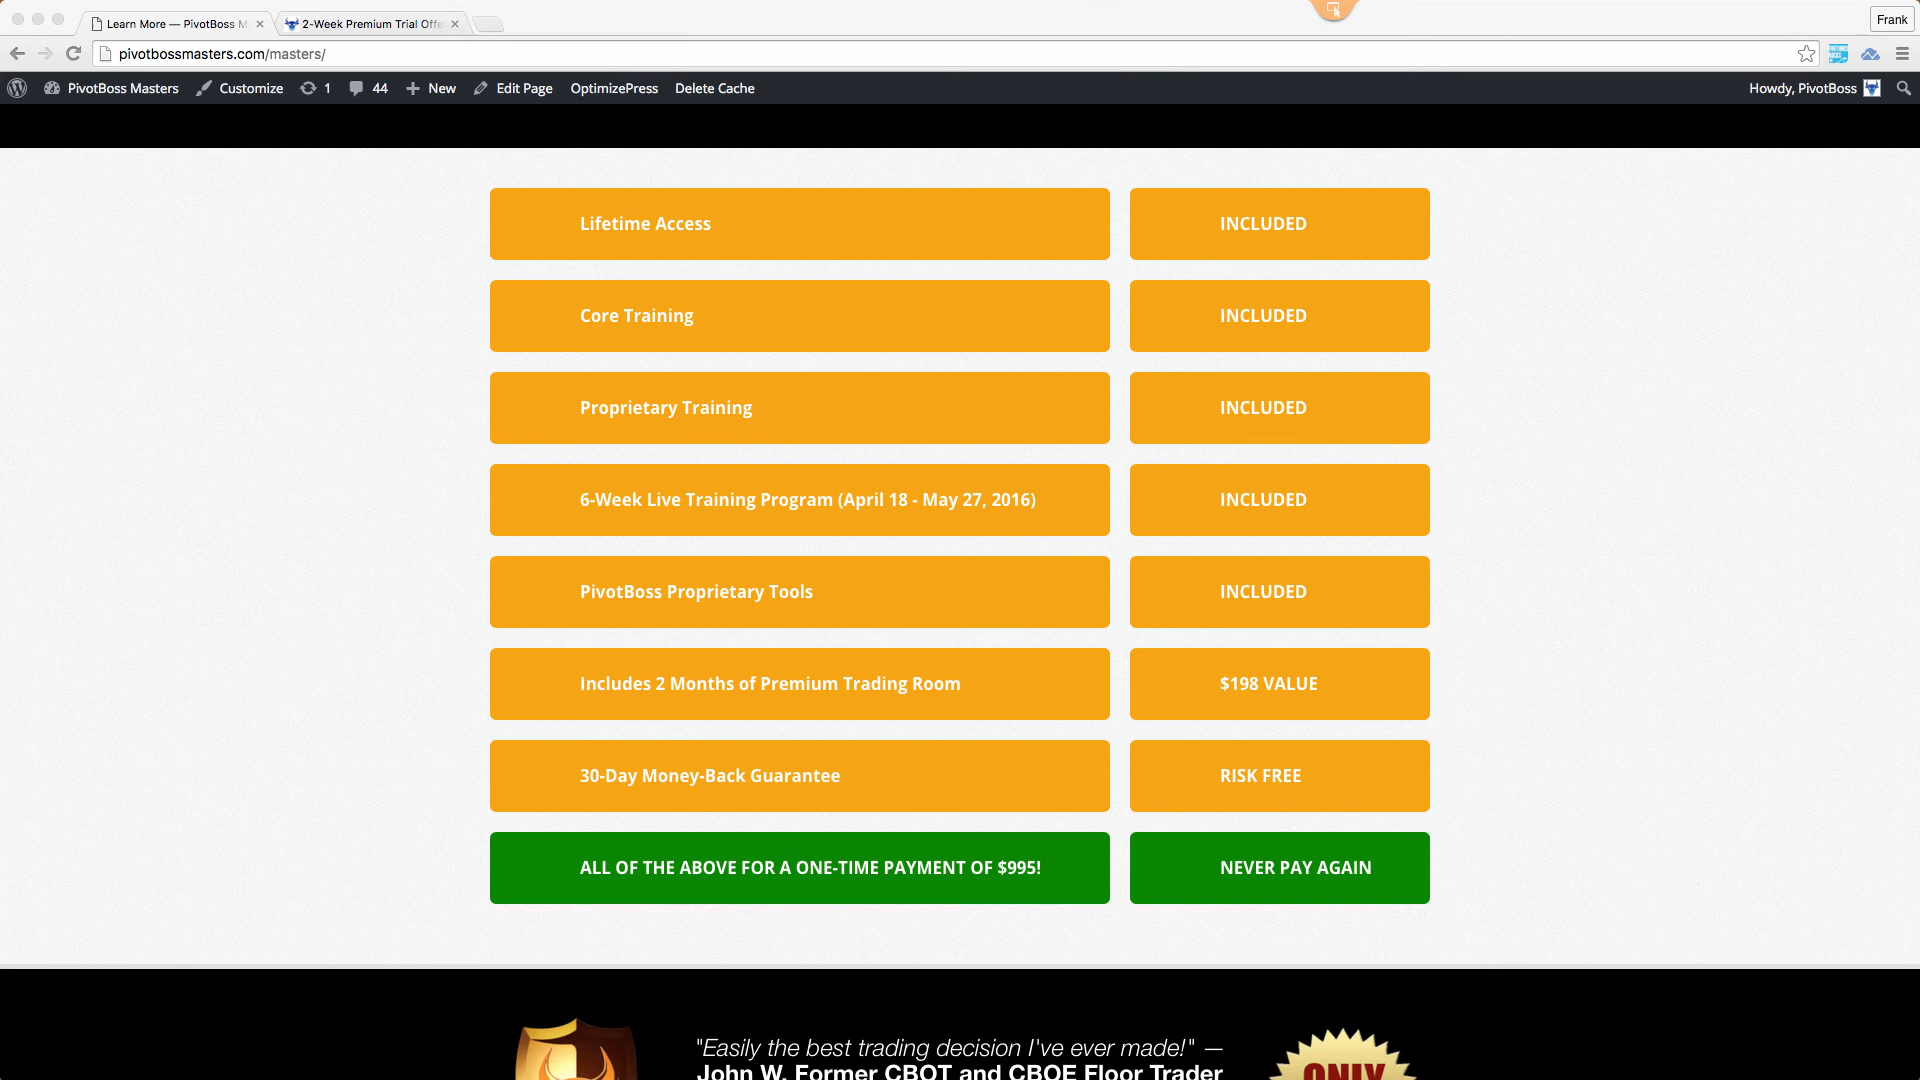 Learn More — PivotBoss M
2-Week Premium Trial Offe
Frank
pivotbossmasters.com/masters/
PivotBoss Masters
Customize
1
44
New
Edit Page
OptimizePress
Delete Cache
Howdy, PivotBoss
Lifetime Access
INCLUDED
Core Training
INCLUDED
Proprietary Training
INCLUDED
6-Week Live Training Program (April 18 - May 27, 2016)
INCLUDED
PivotBoss Proprietary Tools
INCLUDED
Includes 2 Months of Premium Trading Room
$198 VALUE
30-Day Money-Back Guarantee
RISK FREE
ALL OF THE ABOVE FOR A ONE-TIME PAYMENT OF $995!
NEVER PAY AGAIN
"Easily the best trading decision I've ever made!" —
John W. Former CBOT and CBOE Floor Trader
ONLY